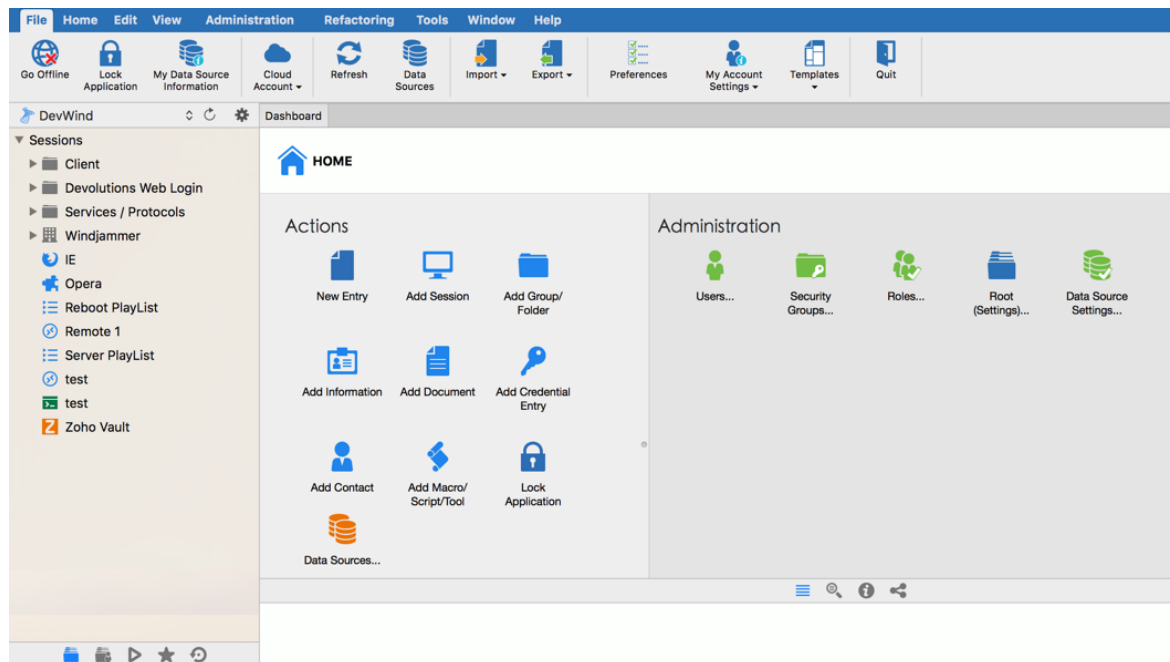 File Home Edit View Administration Refactoring Tools Window Help
Go Offline Lock My Data Source Cloud Refresh Data Import Export Preferences My Account Templates Quit
Application Information Account Sources Settings
DevWind Dashboard
Sessions
Client
Devolutions Web Login
Services / Protocols
Windjammer
IE
Opera
Reboot PlayList
Remote 1
Server PlayList
test
test
Zoho Vault
HOME
Actions
New Entry Add Session Add Group/
Folder
Add Information Add Document Add Credential
Entry
Add Contact Add Macro/ Lock
Script/Tool Application
Data Sources...
Administration
Users... Security Roles... Root Data Source
Groups... (Settings)... Settings...